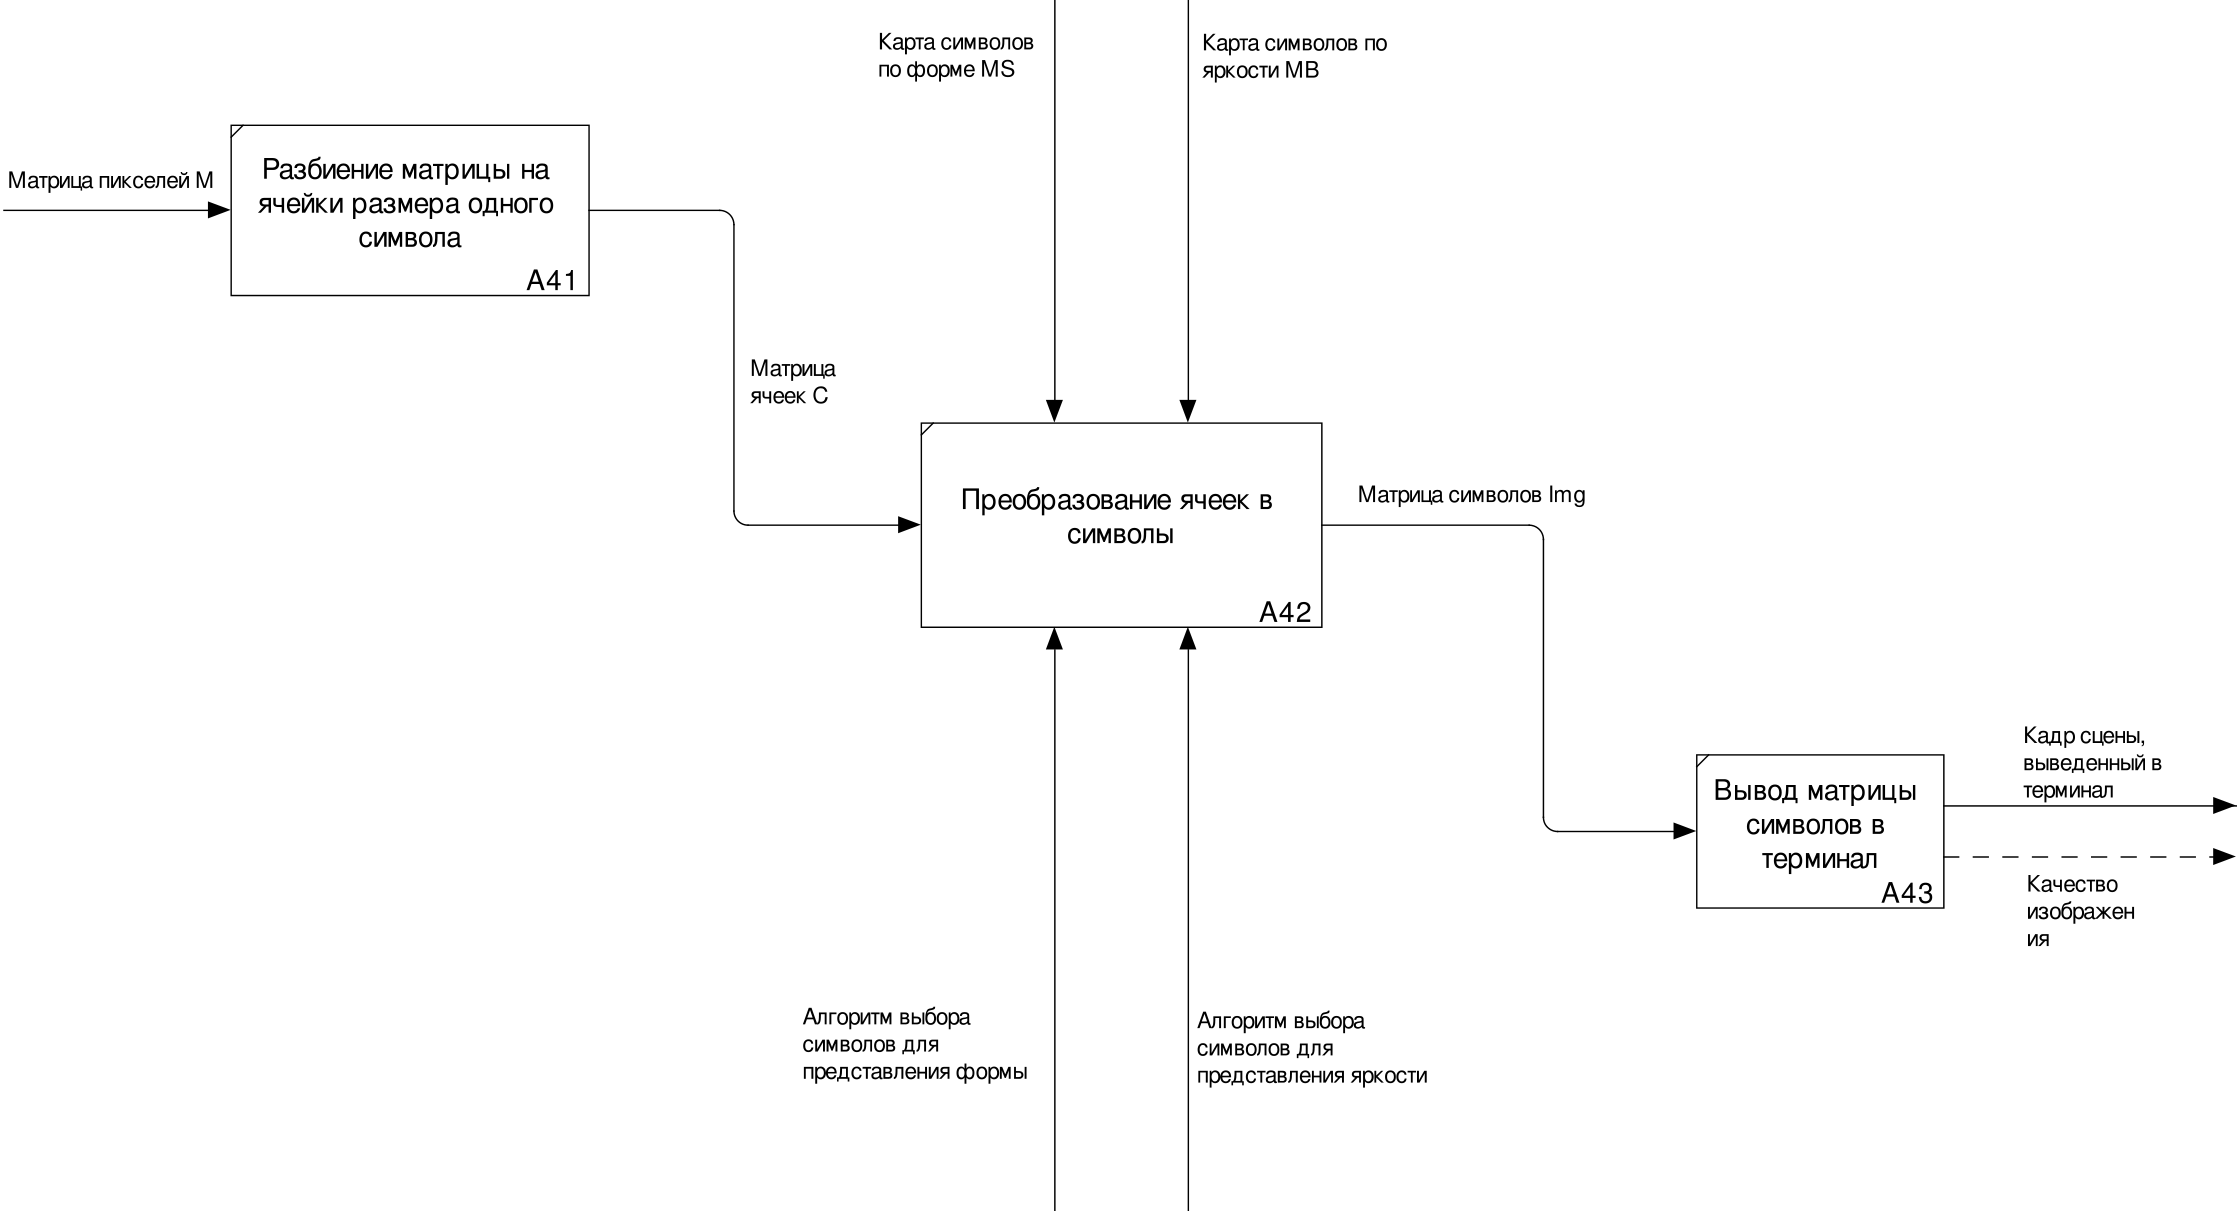 Карта символов
по форме MS
Карта символов по
яркости MB
Матрица пикселей M
Разбиение матрицы на
ячейки размера одного
символа
A41
Матрица
ячеек C
Преобразование ячеек в
символы
A42
Матрица символов Img
Вывод матрицы
символов в
терминал
A43
Кадр сцены,
выведенный в
терминал
Качество
изображен
ия
Алгоритм выбора
символов для
представления формы
Алгоритм выбора
символов для
представления яркости